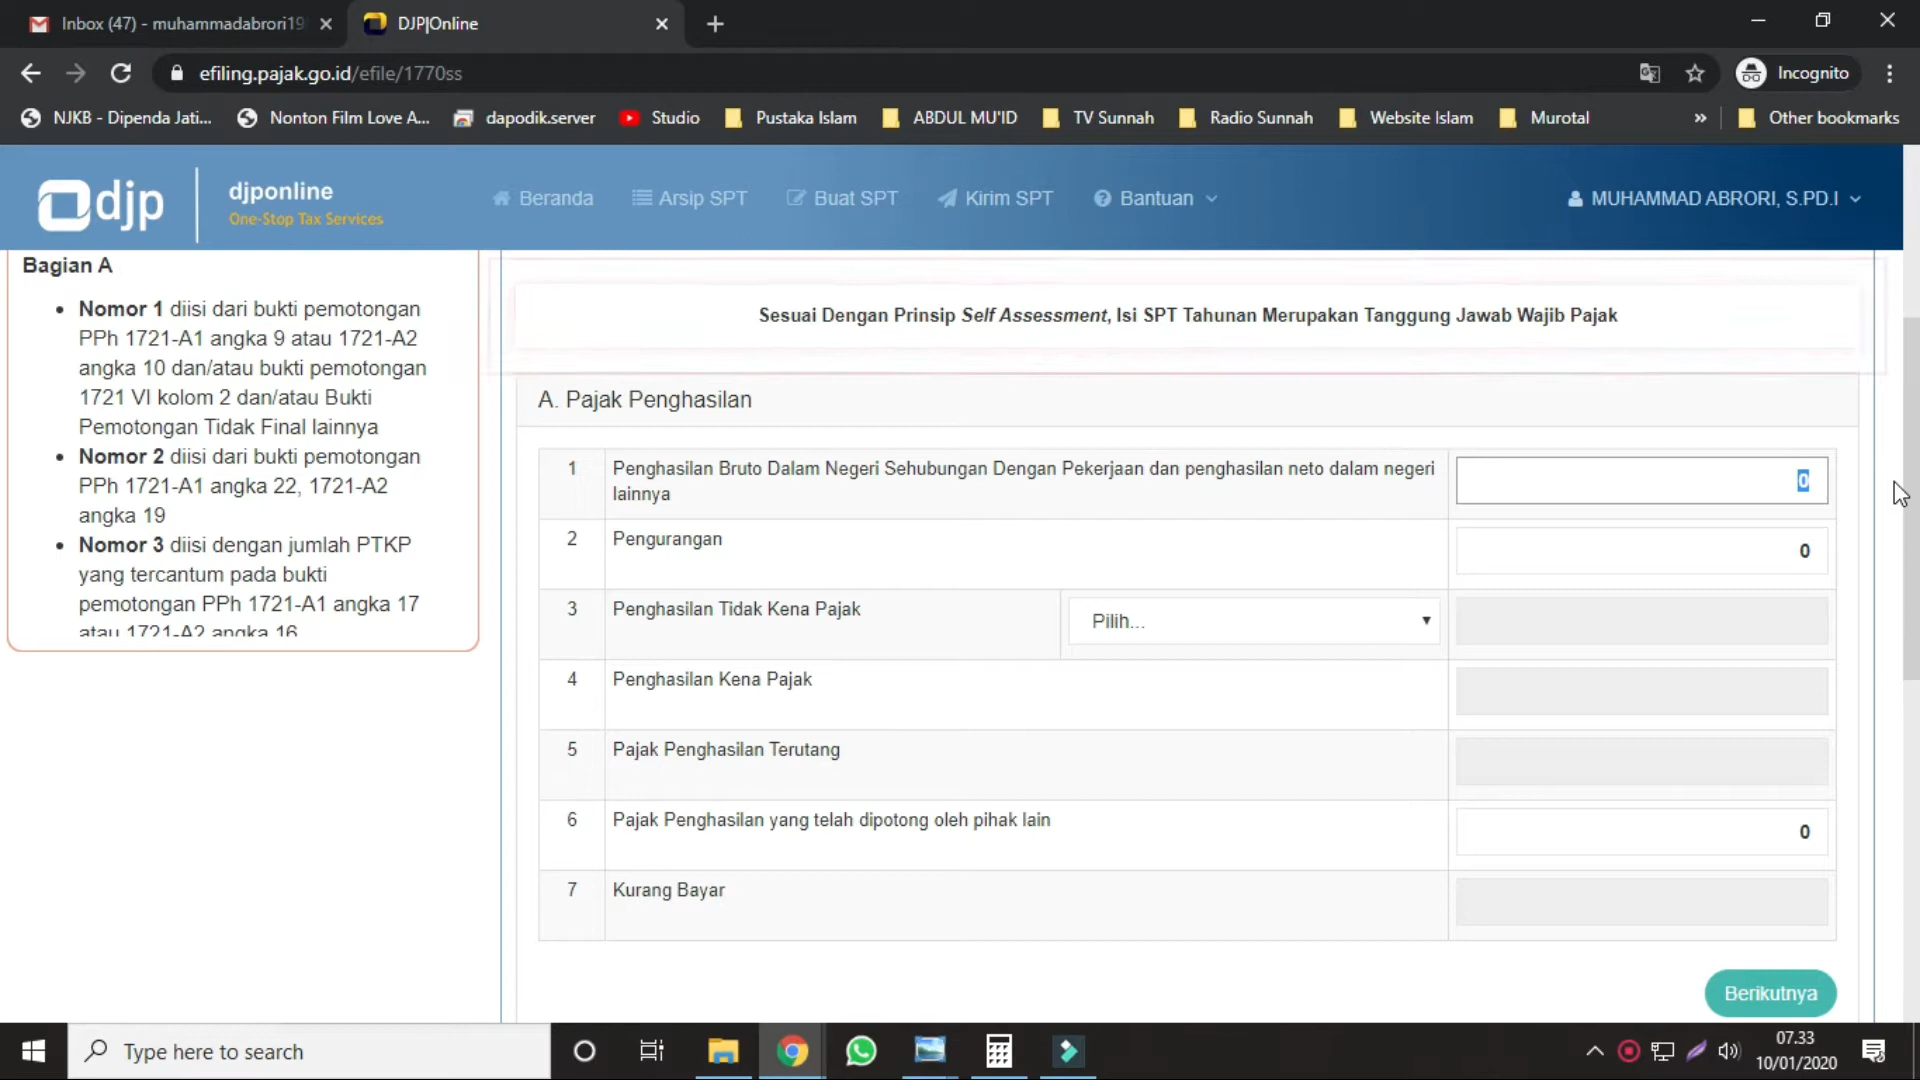 Inbox (47) - muhammadabrori19
DJP|Online
efiling.pajak.go.id/efile/1770ss
Incognito
NJKB - Dipenda Jati...
Nonton Film Love A...
dapodik.server
Studio
Pustaka Islam
ABDUL MU'ID
TV Sunnah
Radio Sunnah
Website Islam
Murotal
»
Other bookmarks
djp
djponline
One-Stop Tax Services
Beranda
Arsip SPT
Buat SPT
Kirim SPT
Bantuan
MUHAMMAD ABRORI, S.PD.I
Bagian A
• Nomor 1 diisi dari bukti pemotongan
PPh 1721-A1 angka 9 atau 1721-A2
angka 10 dan/atau bukti pemotongan
1721 VI kolom 2 dan/atau Bukti
Pemotongan Tidak Final lainnya
• Nomor 2 diisi dari bukti pemotongan
PPh 1721-A1 angka 22, 1721-A2
angka 19
• Nomor 3 diisi dengan jumlah PTKP
yang tercantum pada bukti
pemotongan PPh 1721-A1 angka 17
atau 1721-A2 angka 16
Sesuai Dengan Prinsip Self Assessment, Isi SPT Tahunan Merupakan Tanggung Jawab Wajib Pajak
A. Pajak Penghasilan
1 Penghasilan Bruto Dalam Negeri Sehubungan Dengan Pekerjaan dan penghasilan neto dalam negeri
lainnya
0
2 Pengurangan 0
3 Penghasilan Tidak Kena Pajak Pilih...
4 Penghasilan Kena Pajak
5 Pajak Penghasilan Terutang
6 Pajak Penghasilan yang telah dipotong oleh pihak lain 0
7 Kurang Bayar
Berikutnya
Type here to search
07.33
10/01/2020